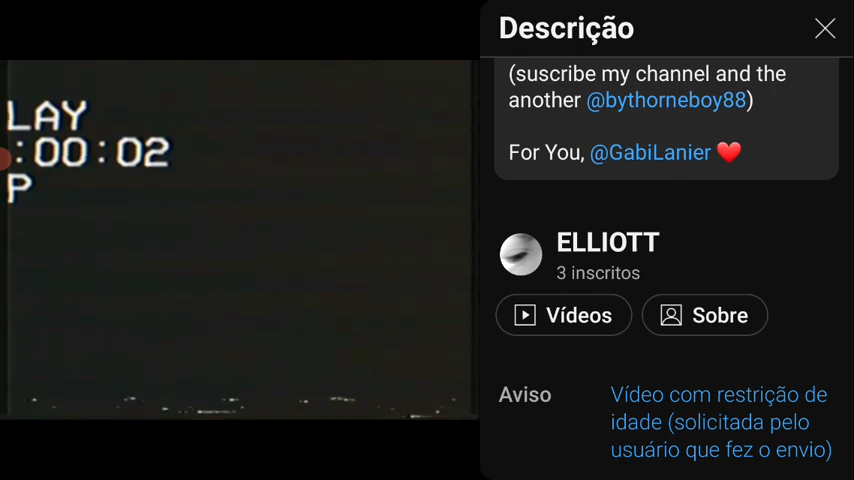 LAY
:00:02
P
Descrição
(suscribe my channel and the
another @bythorneboy88)
For You, @GabiLanier ❤️
ELLIOTT
3 inscritos
Vídeos
Sobre
Aviso
Vídeo com restrição de
idade (solicitada pelo
usuário que fez o envio)